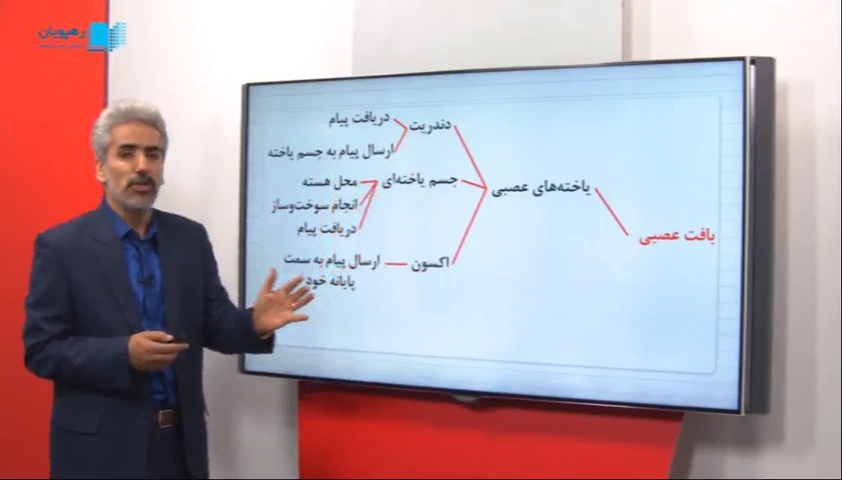 رهپویان
دریافت پیام
دندریت
ارسال پیام به جسم یاخته
جسم یاخته‌ای
محل هسته
انجام سوخت‌وساز
دریافت پیام
یاخته‌های عصبی
بافت عصبی
اکسون
ارسال پیام به سمت
پایانه خود